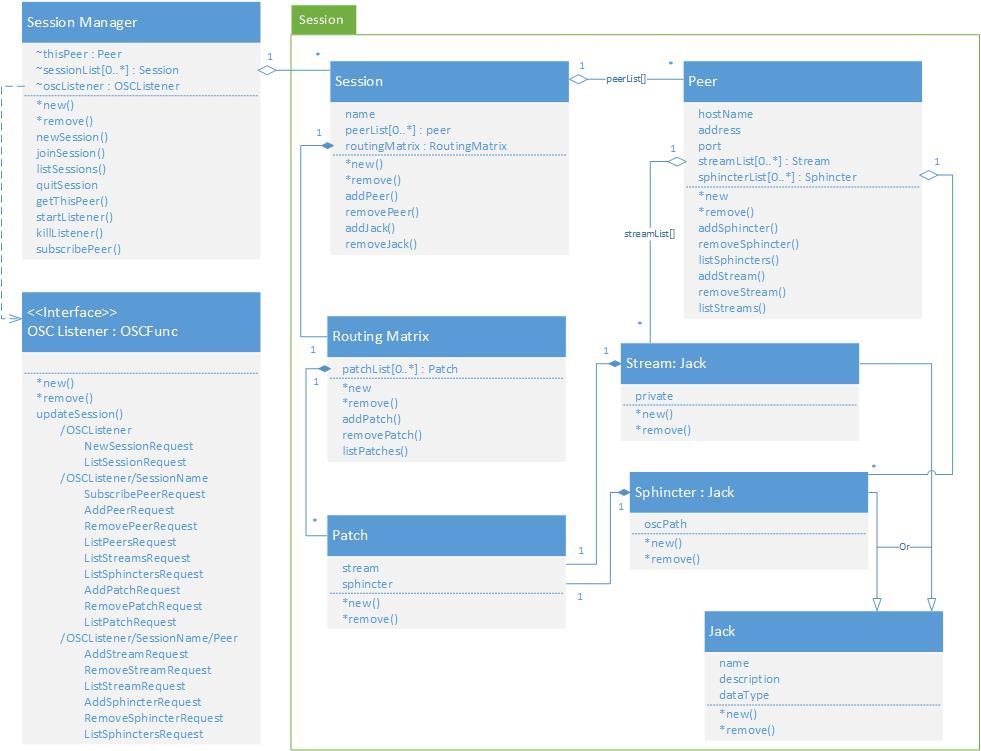 Session Manager
~thisPeer : Peer
~sessionList[0..*] : Session
~oscListener : OSCListener
*new()
*remove()
newSession()
joinSession()
listSessions()
quitSession
getThisPeer()
startListener()
killListener()
subscribePeer()
<<Interface>>
OSC Listener : OSCFunc
*new()
*remove()
updateSession()
/OSCListener
NewSessionRequest
ListSessionRequest
/OSCListener/SessionName
SubscribePeerRequest
AddPeerRequest
RemovePeerRequest
ListPeersRequest
ListStreamsRequest
ListSphinctersRequest
AddPatchRequest
RemovePatchRequest
ListPatchRequest
/OSCListener/SessionName/Peer
AddStreamRequest
RemoveStreamRequest
ListStreamRequest
AddSphincterRequest
RemoveSphincterRequest
ListSphinctersRequest
Session
1
*
Session
name
peerList[0..*] : peer
routingMatrix : RoutingMatrix
*new()
*remove()
addPeer()
removePeer()
addJack()
removeJack()
1
peerList[]
*
1
Peer
hostName
address
port
streamList[0..*] : Stream
sphincterList[0..*] : Sphincter
*new
*remove()
addSphincter()
removeSphincter()
listSphincters()
addStream()
removeStream()
listStreams()
1
1
streamList[]
*
Routing Matrix
patchList[0..*] : Patch
*new
*remove()
addPatch()
removePatch()
listPatches()
1
1
*
Patch
stream
sphincter
*new()
*remove()
1
1
1
Stream: Jack
private
*new()
*remove()
*
1
Sphincter : Jack
oscPath
*new()
*remove()
Or
Jack
name
description
dataType
*new()
*remove()